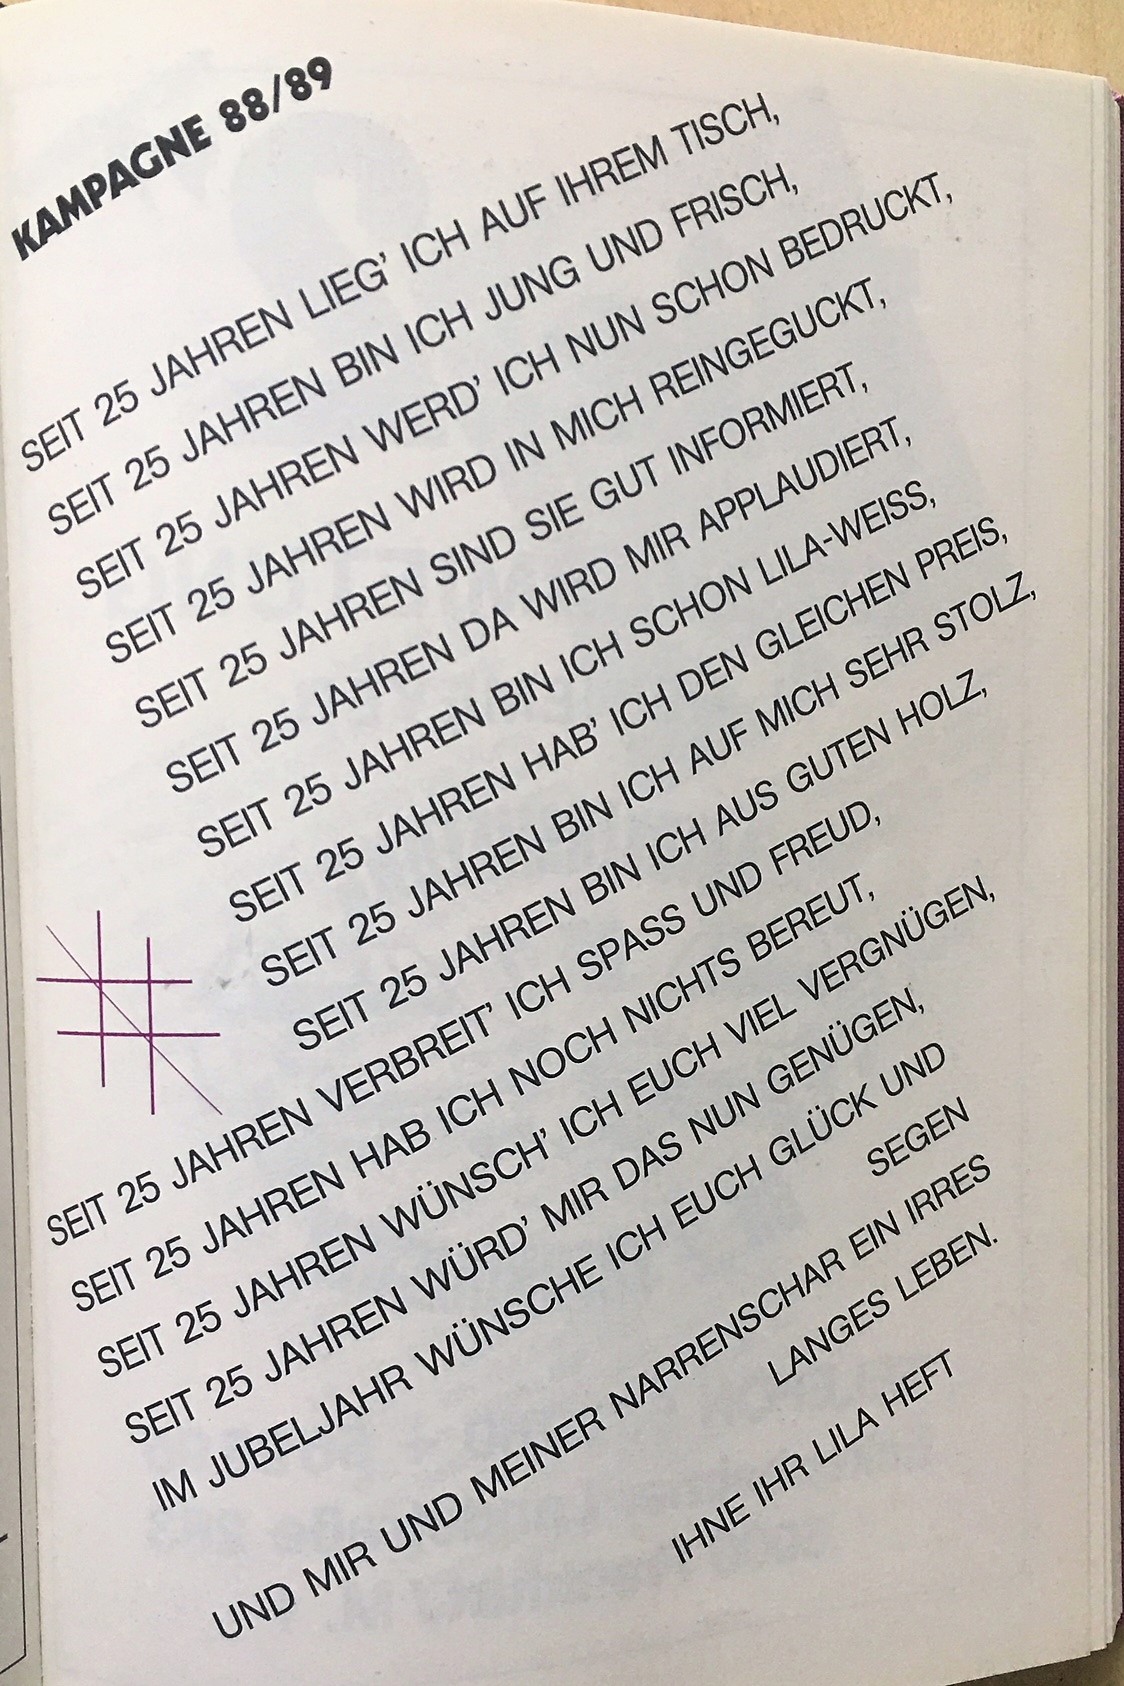 KAMPAGNE 88/89
SEIT 25 JAHREN LIEG' ICH AUF IHREM TISCH,
SEIT 25 JAHREN BIN ICH JUNG UND FRISCH,
SEIT 25 JAHREN WERD' ICH NUN SCHON BEDRUCKT,
SEIT 25 JAHREN WIRD IN MICH REINGEGUCKT,
SEIT 25 JAHREN SIND SIE GUT INFORMIERT,
SEIT 25 JAHREN DA WIRD MIR APPLAUDIERT,
SEIT 25 JAHREN BIN ICH SCHON LILA-WEISS,
SEIT 25 JAHREN HAB' ICH DEN GLEICHEN PREIS,
SEIT 25 JAHREN BIN ICH AUF MICH SEHR STOLZ,
SEIT 25 JAHREN BIN ICH AUS GUTEN HOLZ,
SEIT 25 JAHREN VERBREIT' ICH SPASS UND FREUD,
SEIT 25 JAHREN HAB ICH NOCH NICHTS BEREUT,
SEIT 25 JAHREN WÜNSCH' ICH EUCH VIEL VERGNÜGEN,
SEIT 25 JAHREN WÜRD' MIR DAS NUN GENÜGEN,
IM JUBELJAHR WÜNSCHE ICH EUCH GLÜCK UND
SEGEN
UND MIR UND MEINER NARRENSCHAR EIN IRRES
LANGES LEBEN.
IHNE IHR LILA HEFT